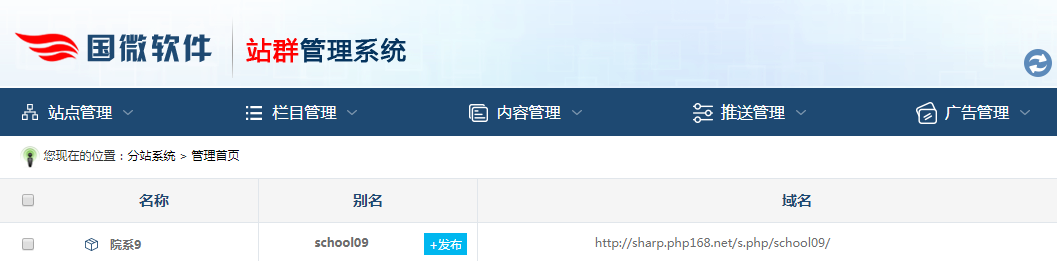 国微软件 站群管理系统
站点管理 栏目管理 内容管理 推送管理 广告管理
您现在的位置：分站系统 > 管理首页
名称 别名 域名
院系9 school09 +发布 http://sharp.php168.net/s.php/school09/